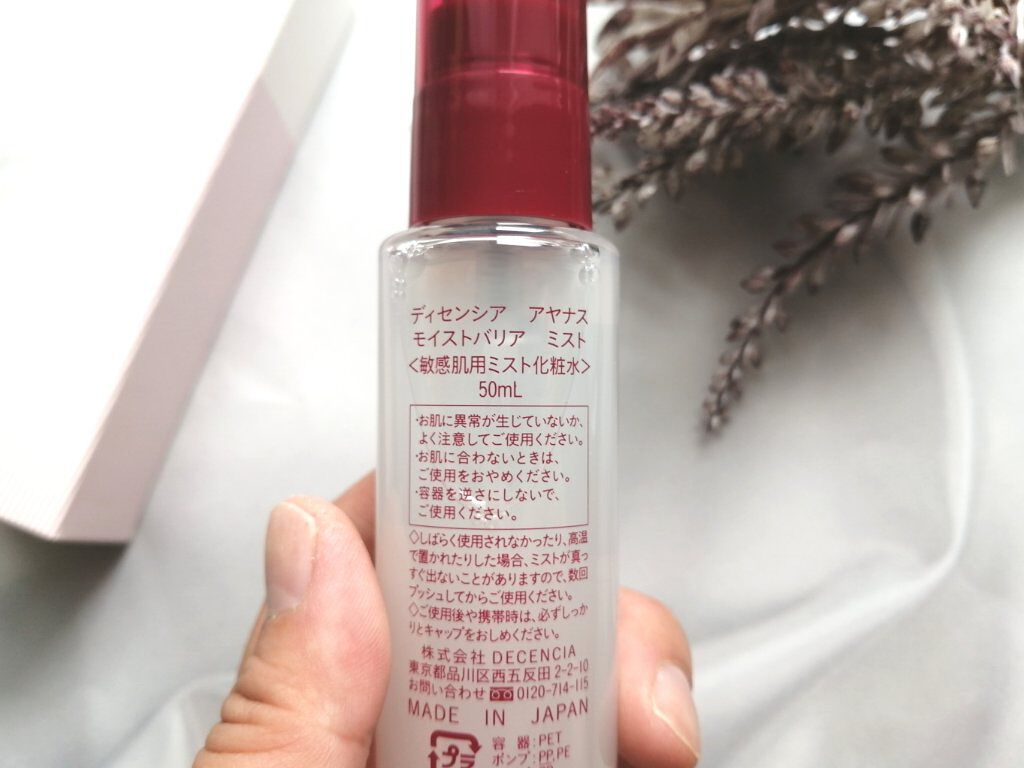 ディセンシア　アヤナス
モイストバリア　ミスト
<敏感肌用ミスト化粧水>
50mL
・お肌に異常が生じていないか、
よく注意してご使用ください。
・お肌に合わないときは、
ご使用をおやめください。
・容器を逆さにしないで、
ご使用ください。
◇しばらく使用されなかったり、高温
で置かれたりした場合、ミストが真っ
すぐ出ないことがありますので、数回
プッシュしてからご使用ください。
◇ご使用後や携帯時は、必ずしっか
りとキャップをおしめください。
株式会社 DECENCIA
東京都品川区西五反田2-2-10
お問い合わせ 0120-714-115
MADE IN JAPAN
プラ
容器:PET
ポンプ:PP,PE